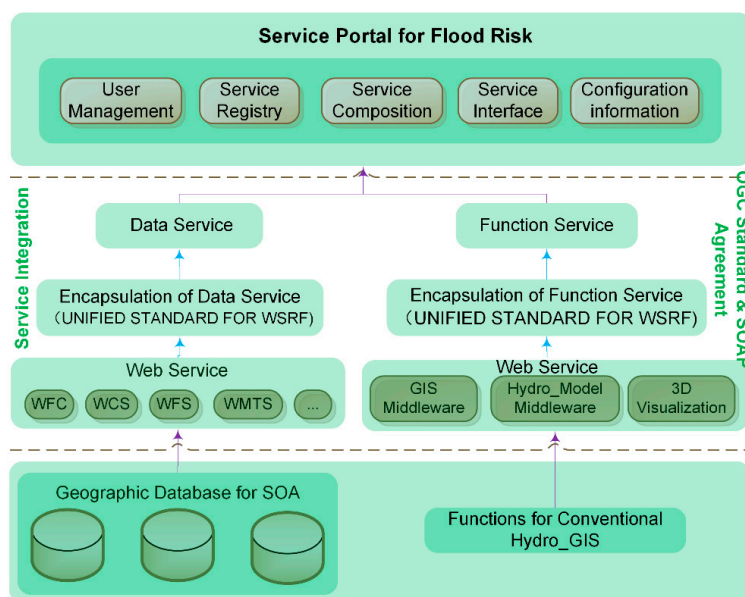 Service Portal for Flood Risk
User
Management
Service
Registry
Service
Composition
Service
Interface
Configuration
information
Service Integration
OGC Standard & SOAP
Agreement
Data Service
Function Service
Encapsulation of Data Service
(UNIFIED STANDARD FOR WSRF)
Encapsulation of Function Service
(UNIFIED STANDARD FOR WSRF)
Web Service
WFC
WCS
WFS
WMTS
...
Web Service
GIS
Middleware
Hydro_Model
Middleware
3D
Visualization
Geographic Database for SOA
Functions for Conventional
Hydro_GIS